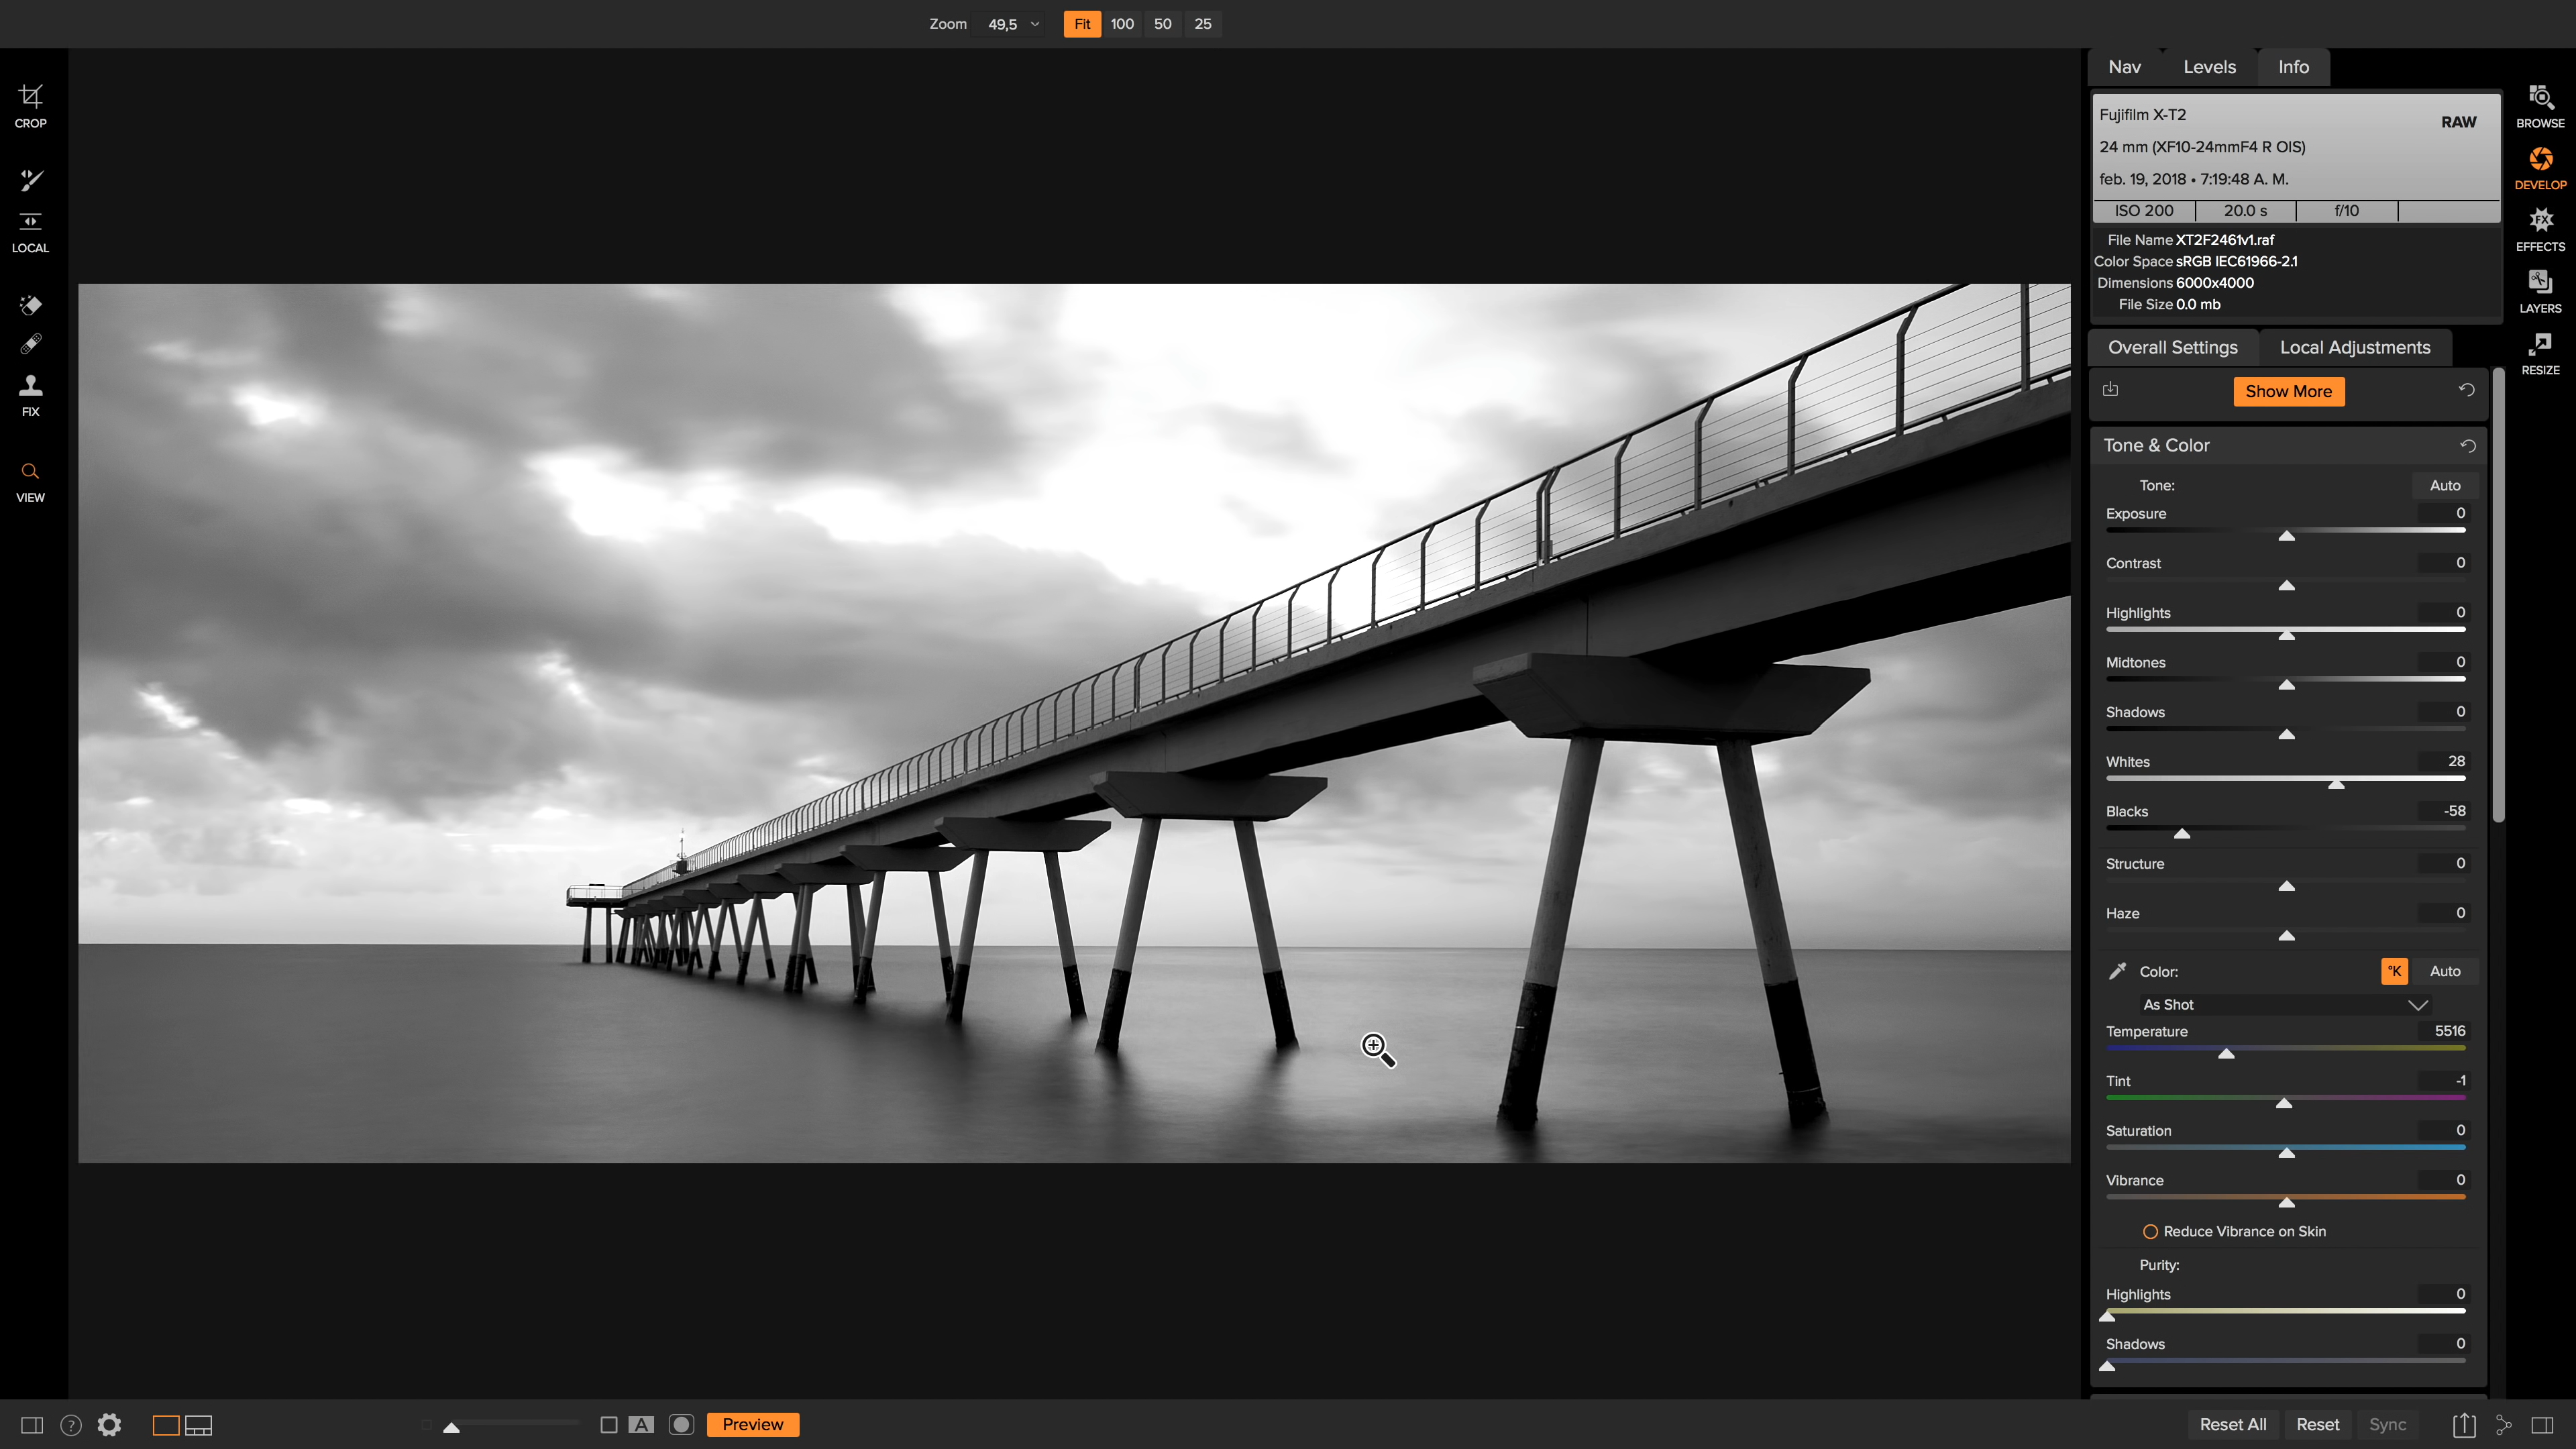 Zoom 49,5 Fit 100 50 25
CROP
LOCAL
FIX
VIEW
Nav Levels Info
Fujifilm X-T2
RAW
24 mm (XF10-24mmF4 R OIS)
feb. 19, 2018 • 7:19:48 A. M.
ISO 200 20.0 s f/10
File Name XT2F2461v1.raf
Color Space sRGB IEC61966-2.1
Dimensions 6000x4000
File Size 0.0 mb
Overall Settings Local Adjustments
Show More
Tone & Color
Tone: Auto
Exposure 0
Contrast 0
Highlights 0
Midtones 0
Shadows 0
Whites 28
Blacks -58
Structure 0
Haze 0
Color: °K Auto
As Shot
Temperature 5516
Tint -1
Saturation 0
Vibrance 0
Reduce Vibrance on Skin
Purity:
Highlights 0
Shadows 0
BROWSE
DEVELOP
FX
EFFECTS
LAYERS
RESIZE
? A Preview
Reset All Reset Sync